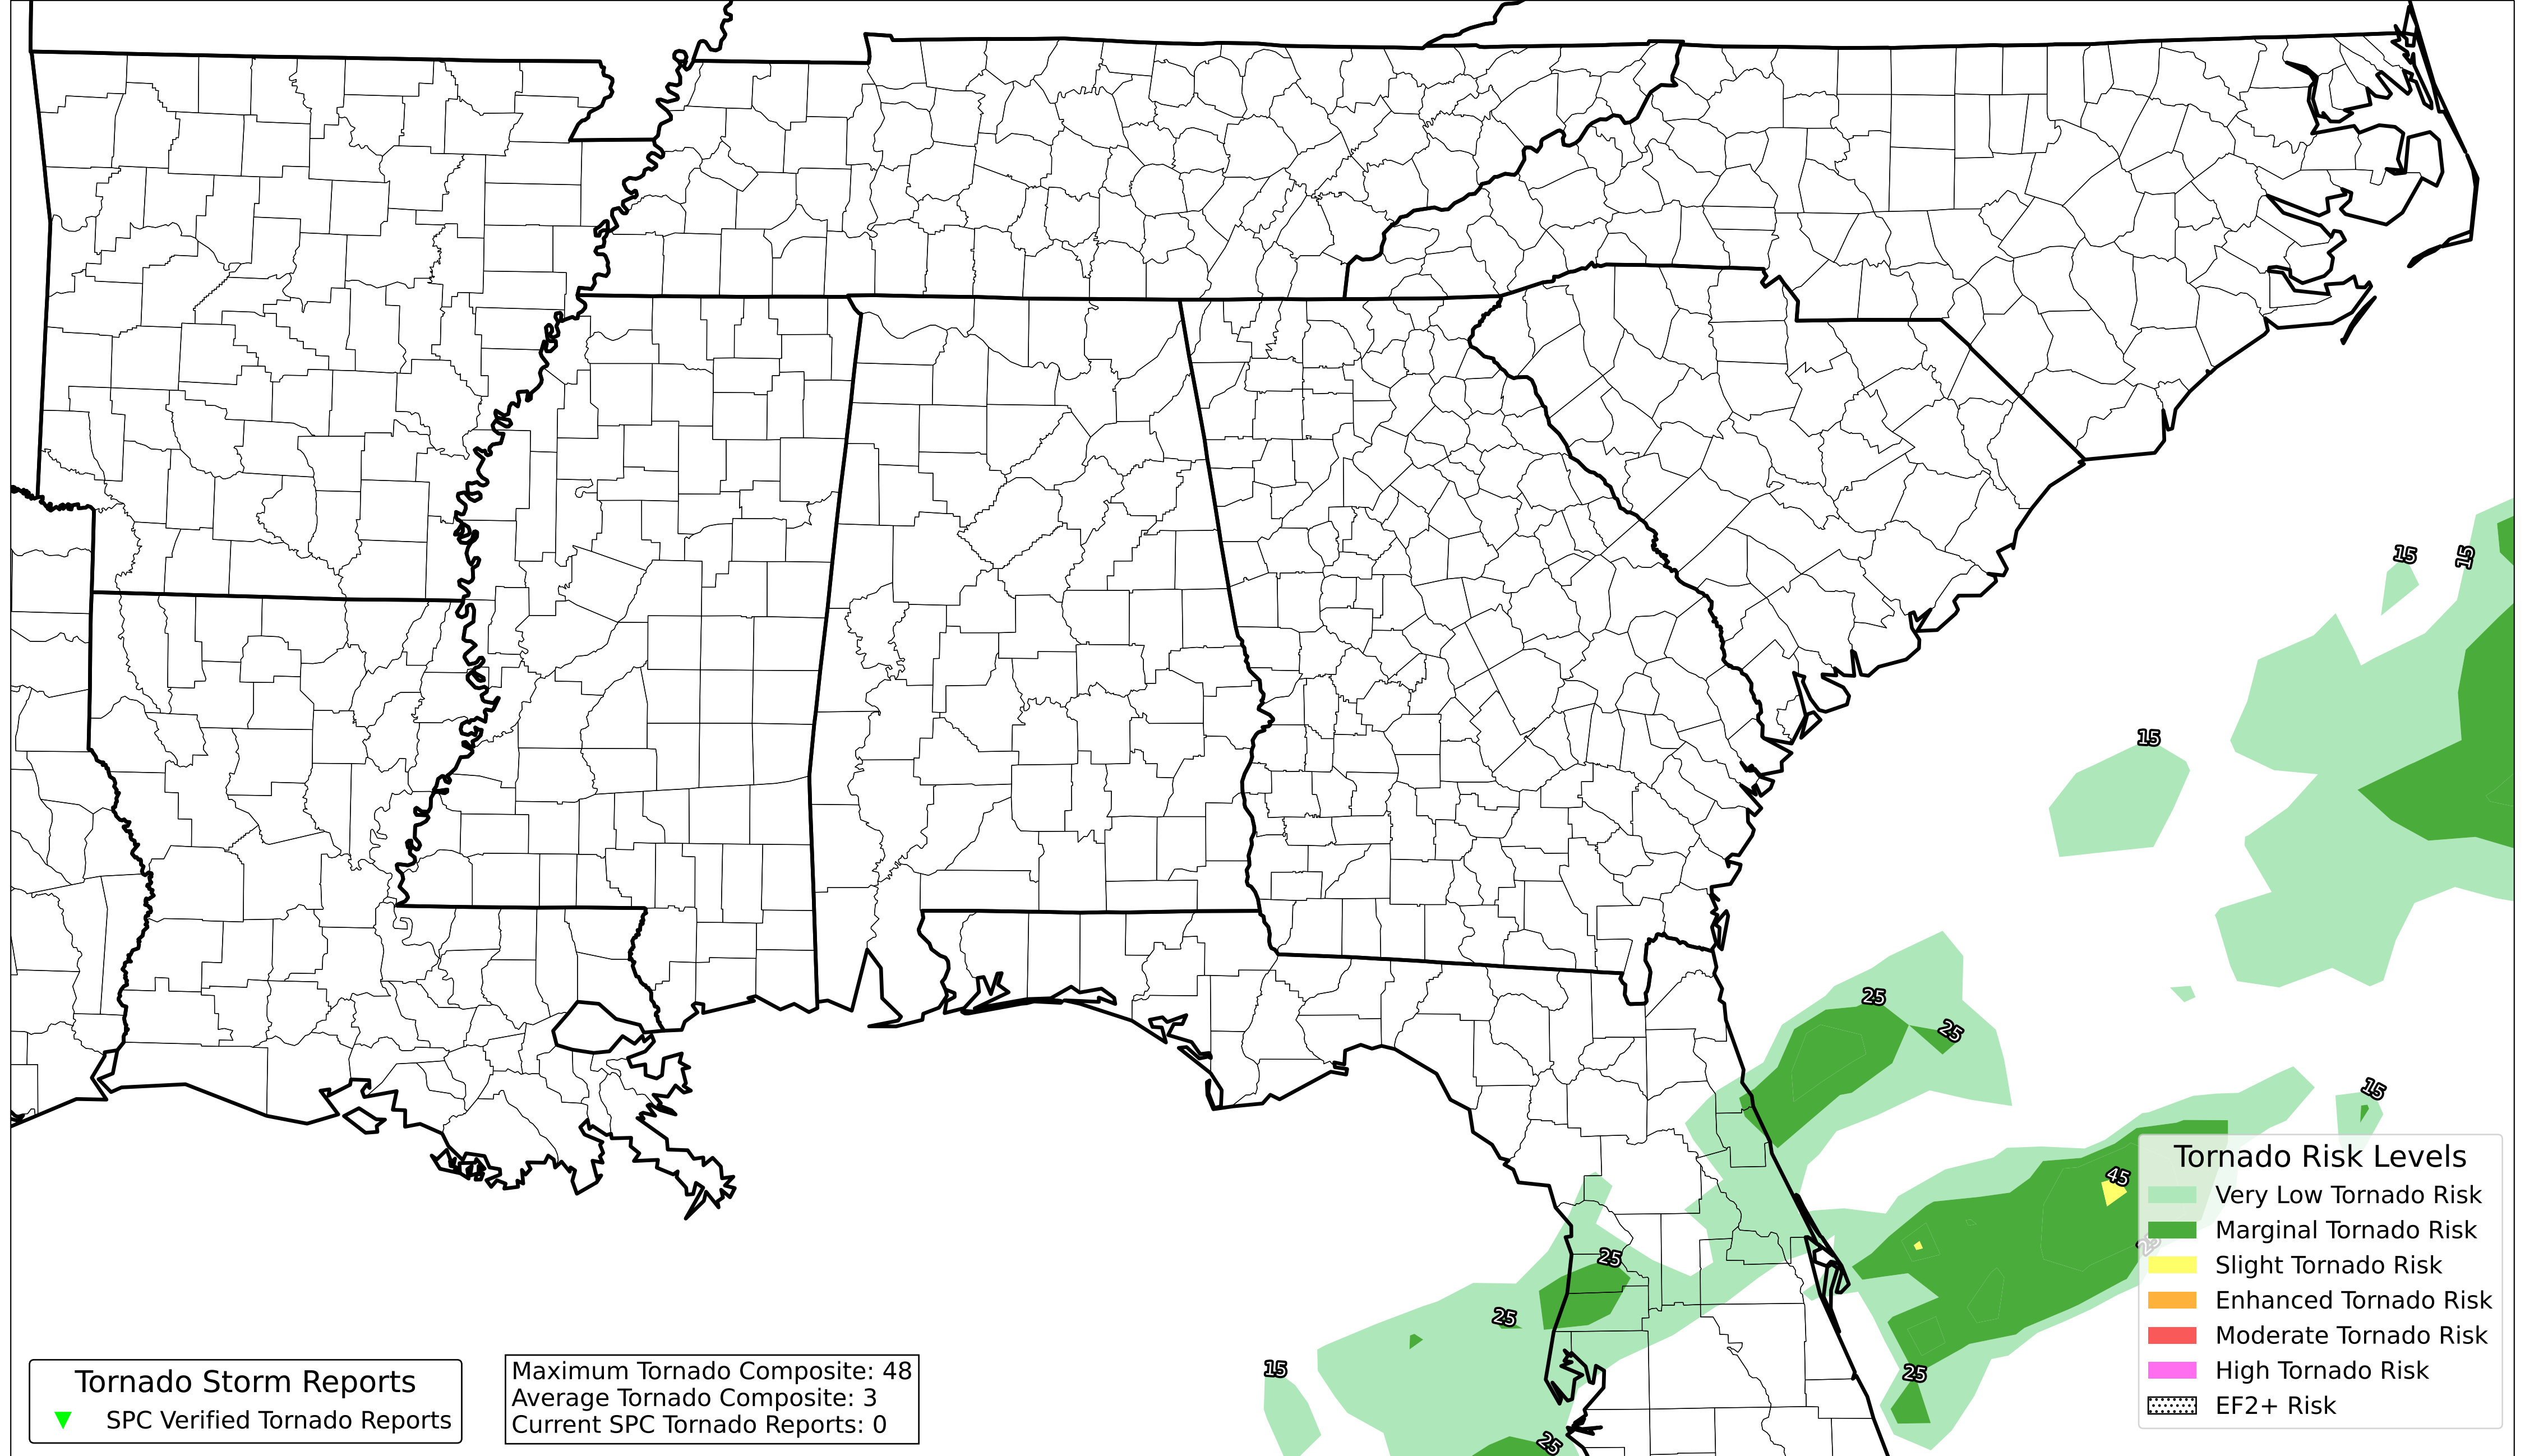 15
15
15
25
25
15
45
25
25
25
15
25
25
Tornado Risk Levels
Very Low Tornado Risk
Marginal Tornado Risk
Slight Tornado Risk
Enhanced Tornado Risk
Moderate Tornado Risk
High Tornado Risk
EF2+ Risk
Tornado Storm Reports
SPC Verified Tornado Reports
Maximum Tornado Composite: 48
Average Tornado Composite: 3
Current SPC Tornado Reports: 0